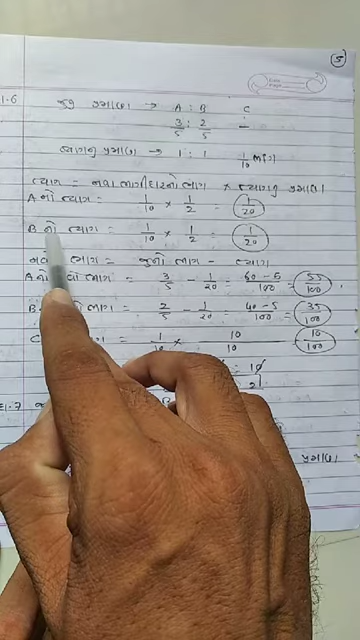 5
1.6 જુનું પ્રમાણ → A : B C
3/5 : 2/5 –
ત્યાગનું પ્રમાણ → 1 : 1 1/10 ભાગ
ત્યાગ = નવા ભાગીદારનો ભાગ × ત્યાગનું પ્રમાણ
A નો ત્યાગ = 1/10 × 1/2 = 1/20
B નો ત્યાગ = 1/10 × 1/2 = 1/20
ભાગ = જુનો ભાગ - ત્યાગ
A નો ભાગ = 3/5 - 1/20 = 60-5/100 = 55/100
B ભાગ = 2/5 - 1/20 = 40-5/100 = 35/100
C ભાગ = 1/10 × 10/10 = 10/100
પ્રમાણ